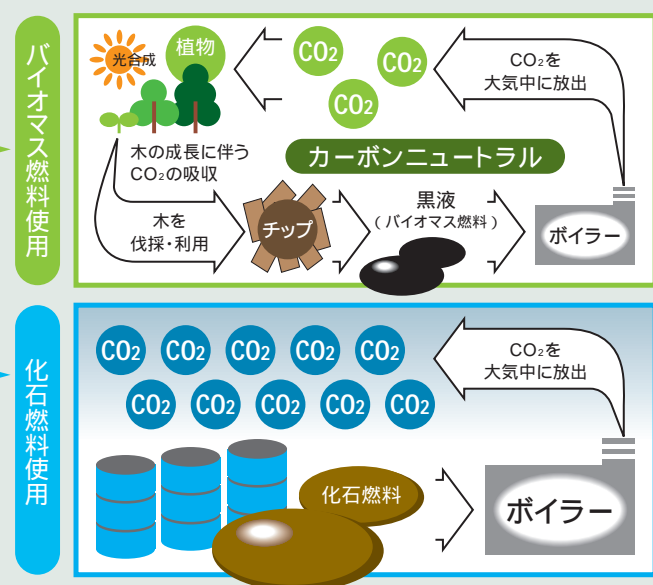 バイオマス燃料使用
光合成
植物
CO₂
CO₂
CO₂
CO₂を
大気中に放出
木の成長に伴う
CO₂の吸収
カーボンニュートラル
木を
伐採・利用
チップ
黒液
(バイオマス燃料)
ボイラー
化石燃料使用
CO₂
CO₂
CO₂
CO₂
CO₂
CO₂
CO₂
CO₂
CO₂
CO₂
CO₂を
大気中に放出
化石燃料
ボイラー